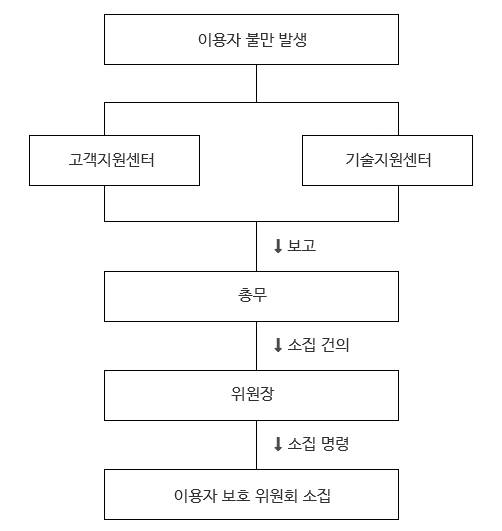 이용자 불만 발생
고객지원센터
기술지원센터
⬇ 보고
총무
⬇ 소집 건의
위원장
⬇ 소집 명령
이용자 보호 위원회 소집